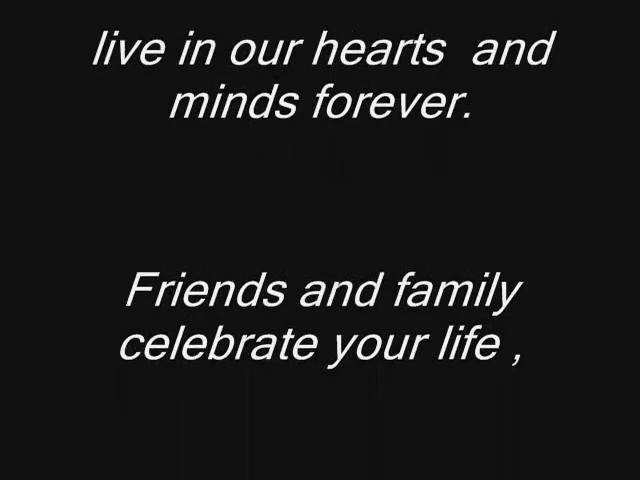 live in our hearts  and
minds forever.
Friends and family
celebrate your life ,